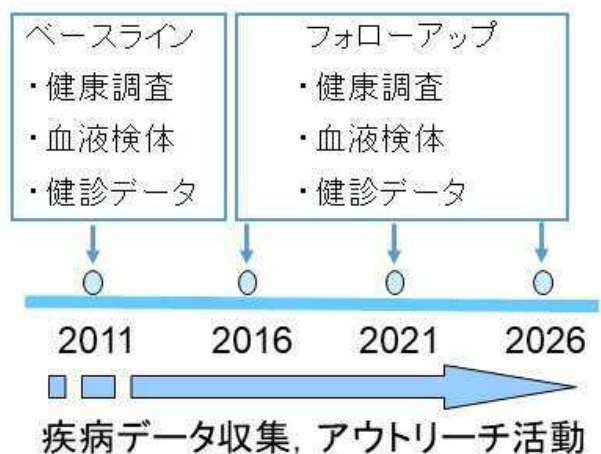 ベースライン
・健康調査
・血液検体
・健診データ
フォローアップ
・健康調査
・血液検体
・健診データ
2011 2016 2021 2026
疾病データ収集, アウトリーチ活動